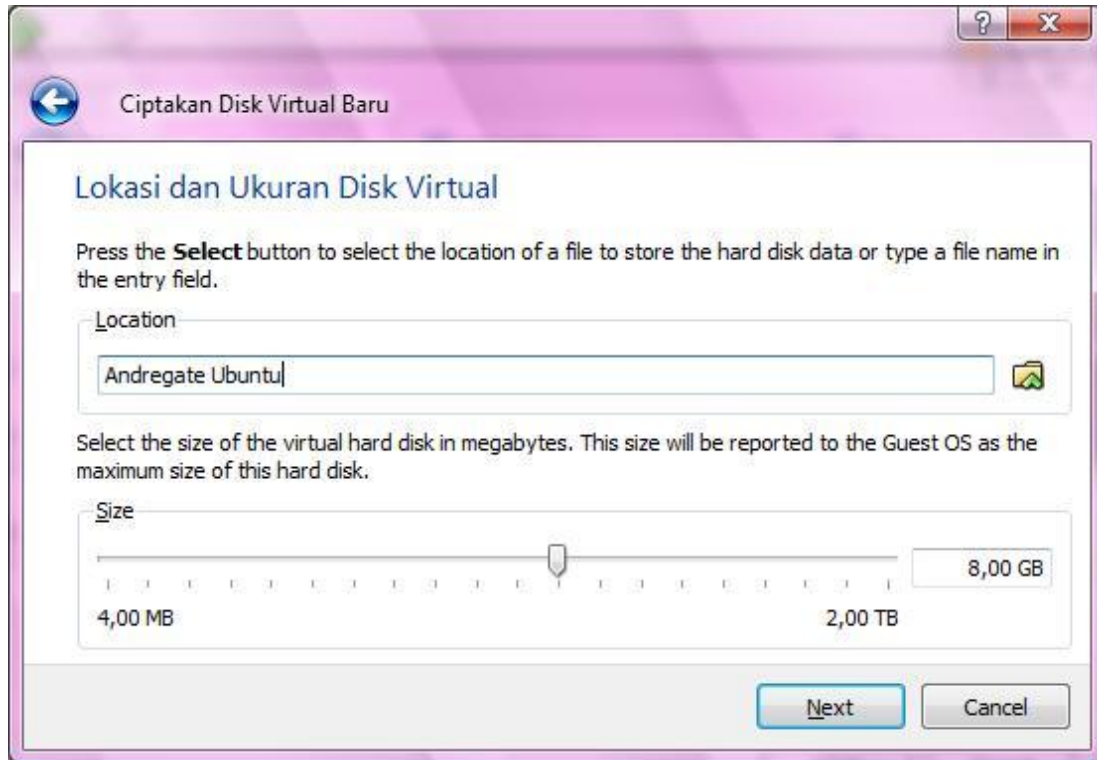 Ciptakan Disk Virtual Baru
Lokasi dan Ukuran Disk Virtual
Press the Select button to select the location of a file to store the hard disk data or type a file name in
the entry field.
Location
Andregate Ubuntu
Select the size of the virtual hard disk in megabytes. This size will be reported to the Guest OS as the
maximum size of this hard disk.
Size
8,00 GB
4,00 MB
2,00 TB
Next
Cancel